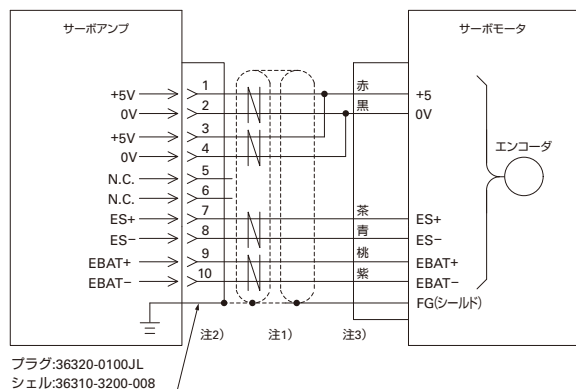 サーボアンプ
サーボモータ
+5V 1 赤 +5
0V 2 黒 0V
+5V 3
0V 4
エンコーダ
N.C. 5
N.C. 6
ES+ 7 茶 ES+
ES− 8 青 ES−
EBAT+ 9 桃 EBAT+
EBAT− 10 紫 EBAT−
FG(シールド)
注2) 注1) 注3)
プラグ:36320-0100JL
シェル:36310-3200-008